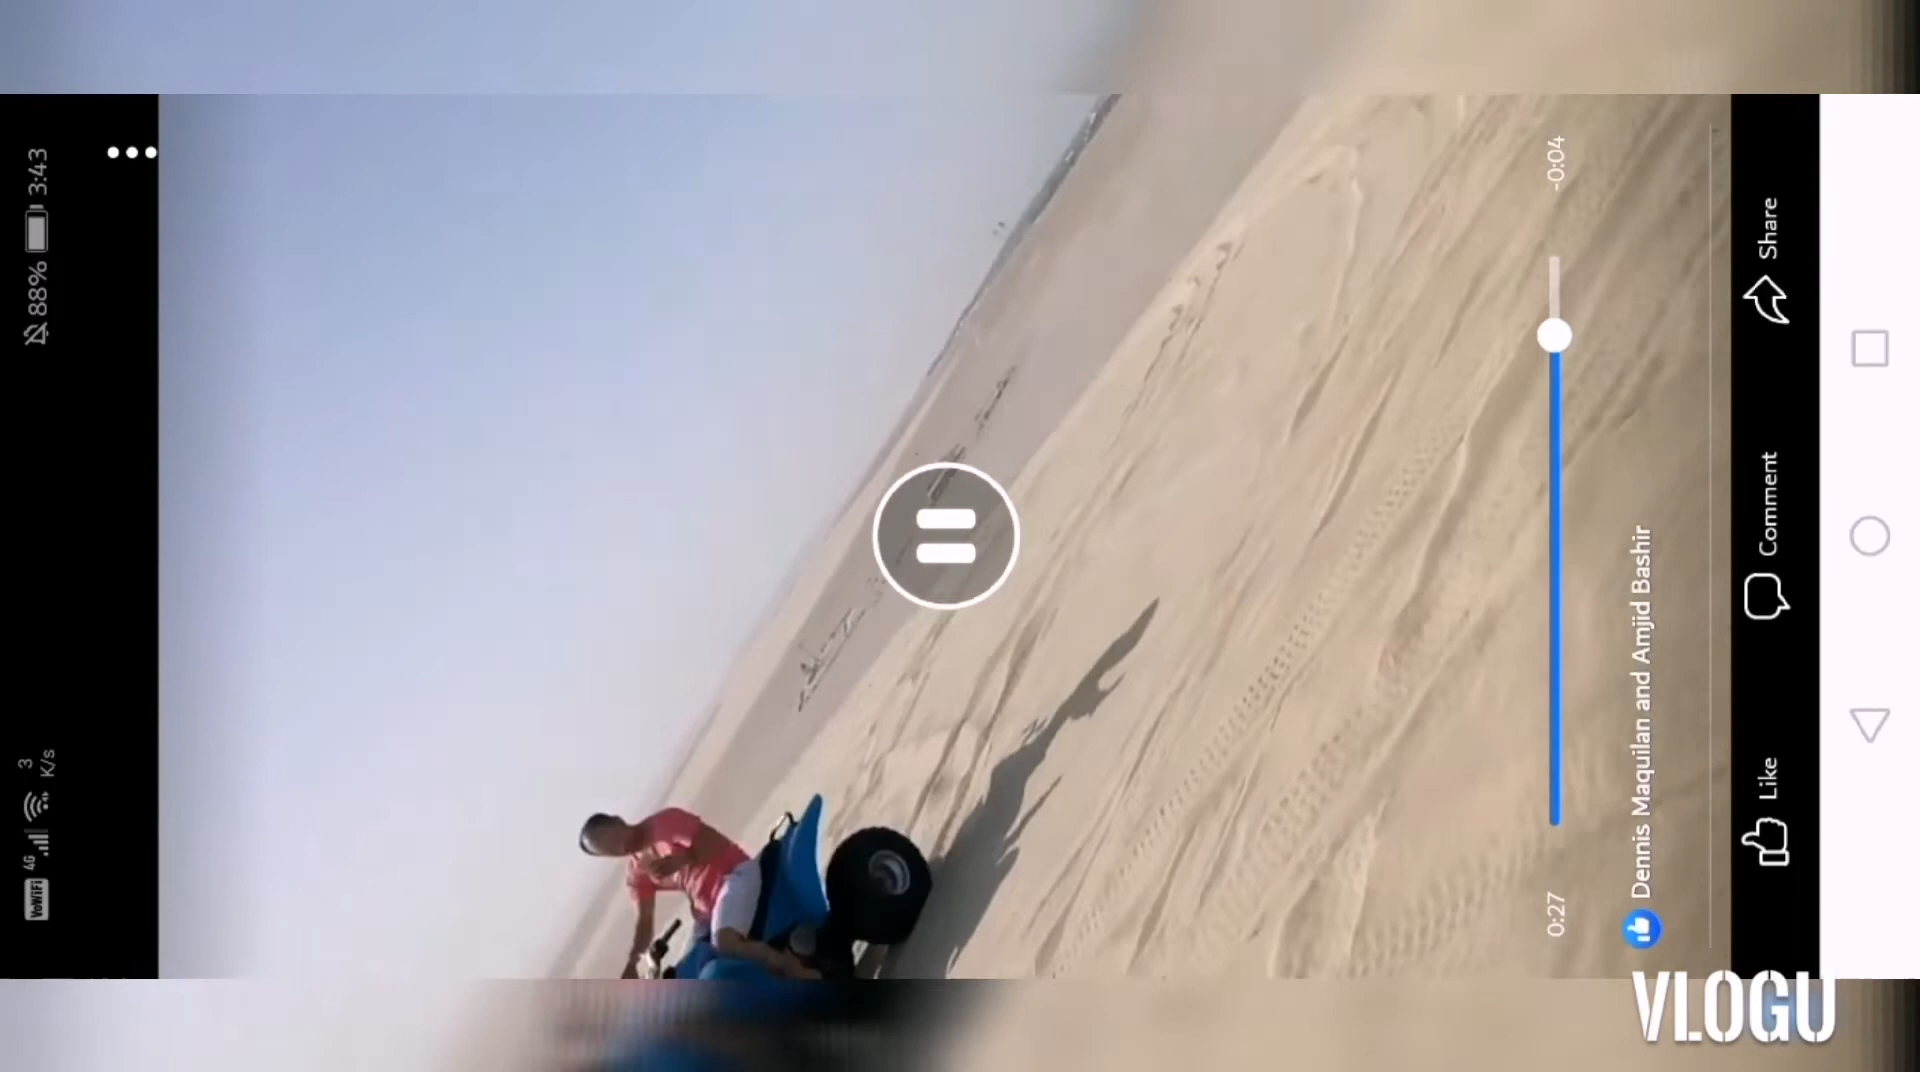 VoWiFi 4G 3 K/s 88% 3:43
0:27 -0:04
Dennis Maquilan and Amjid Bashir
Like Comment Share
VLOGU